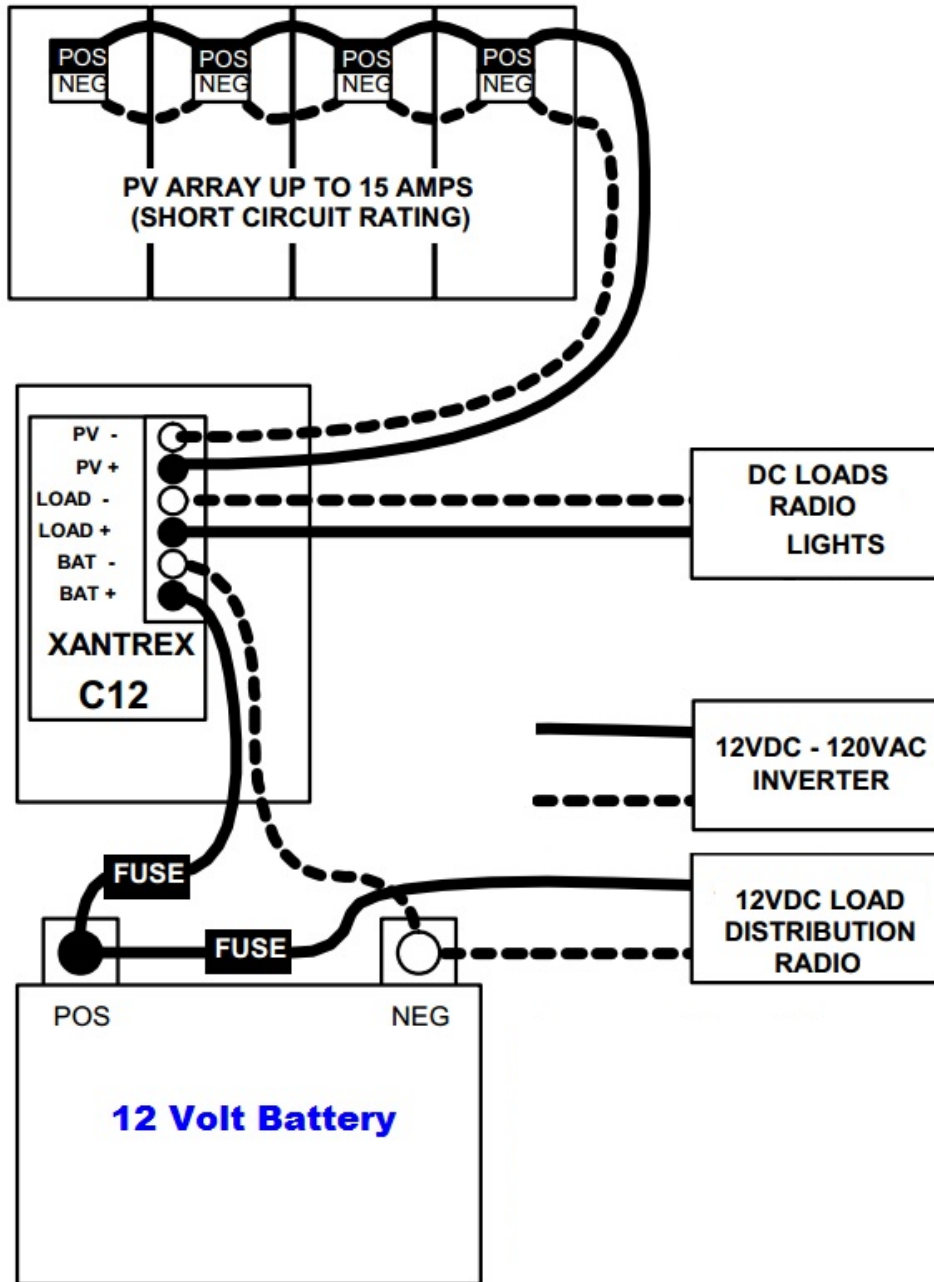 POS POS POS POS
NEG NEG NEG NEG
PV ARRAY UP TO 15 AMPS
(SHORT CIRCUIT RATING)
PV -
PV +
LOAD -
LOAD +
BAT -
BAT +
XANTREX
C12
DC LOADS
RADIO
LIGHTS
12VDC - 120VAC
INVERTER
12VDC LOAD
DISTRIBUTION
RADIO
FUSE
FUSE
POS
NEG
12 Volt Battery